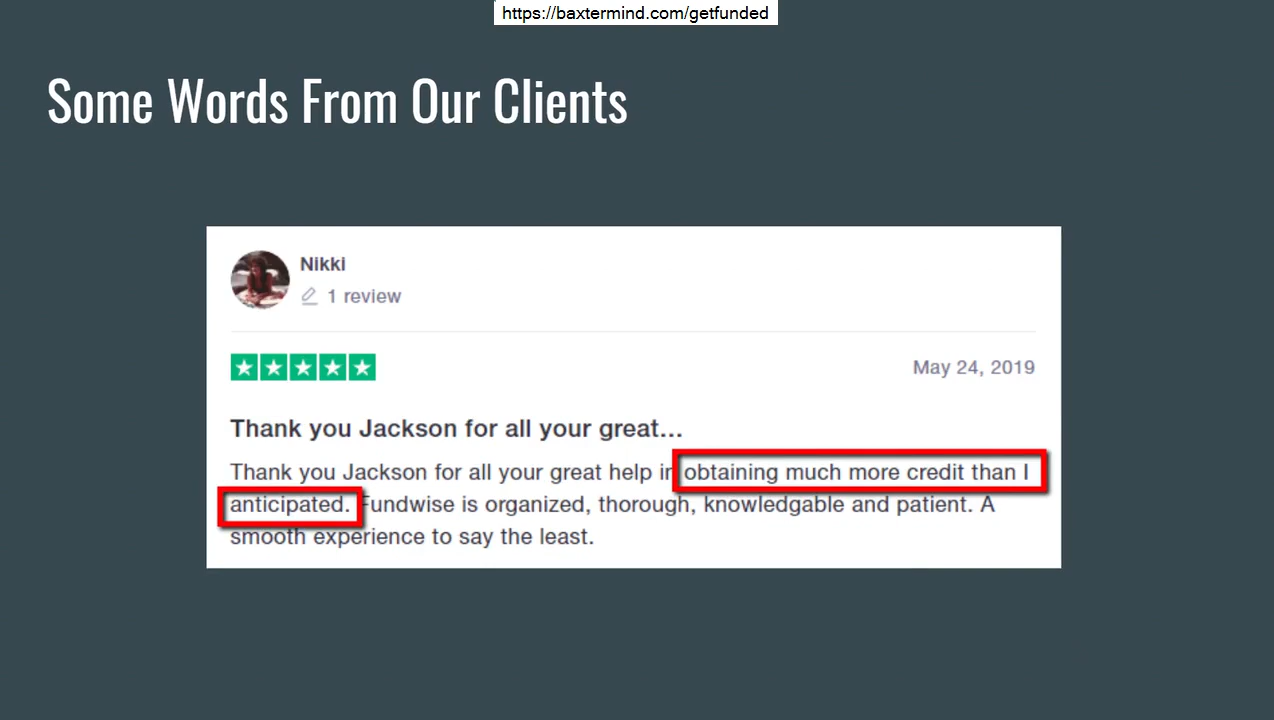 https://baxtermind.com/getfunded
Some Words From Our Clients
Nikki
1 review
May 24, 2019
Thank you Jackson for all your great...
Thank you Jackson for all your great help in obtaining much more credit than I
anticipated. Fundwise is organized, thorough, knowledgable and patient. A
smooth experience to say the least.